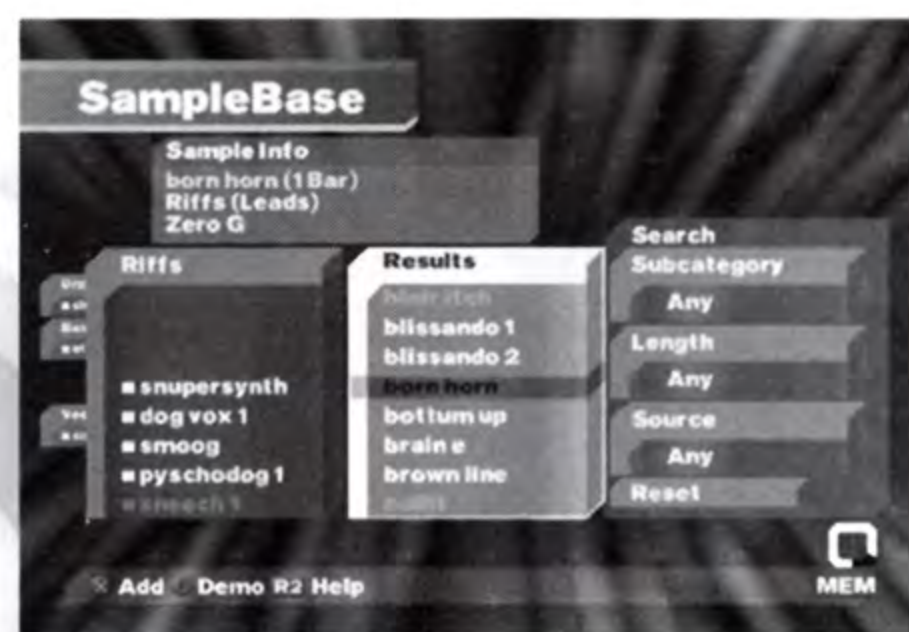 SampleBase
Sample Info
born horn (1 Bar)
Riffs (Leads)
Zero G
Riffs
snupersynth
dog vox 1
smoog
pyschodog 1
Results
blissando 1
blissando 2
born horn
bottum up
brain e
brown line
Search
Subcategory
Any
Length
Any
Source
Any
Reset
Add Demo R2 Help
MEM